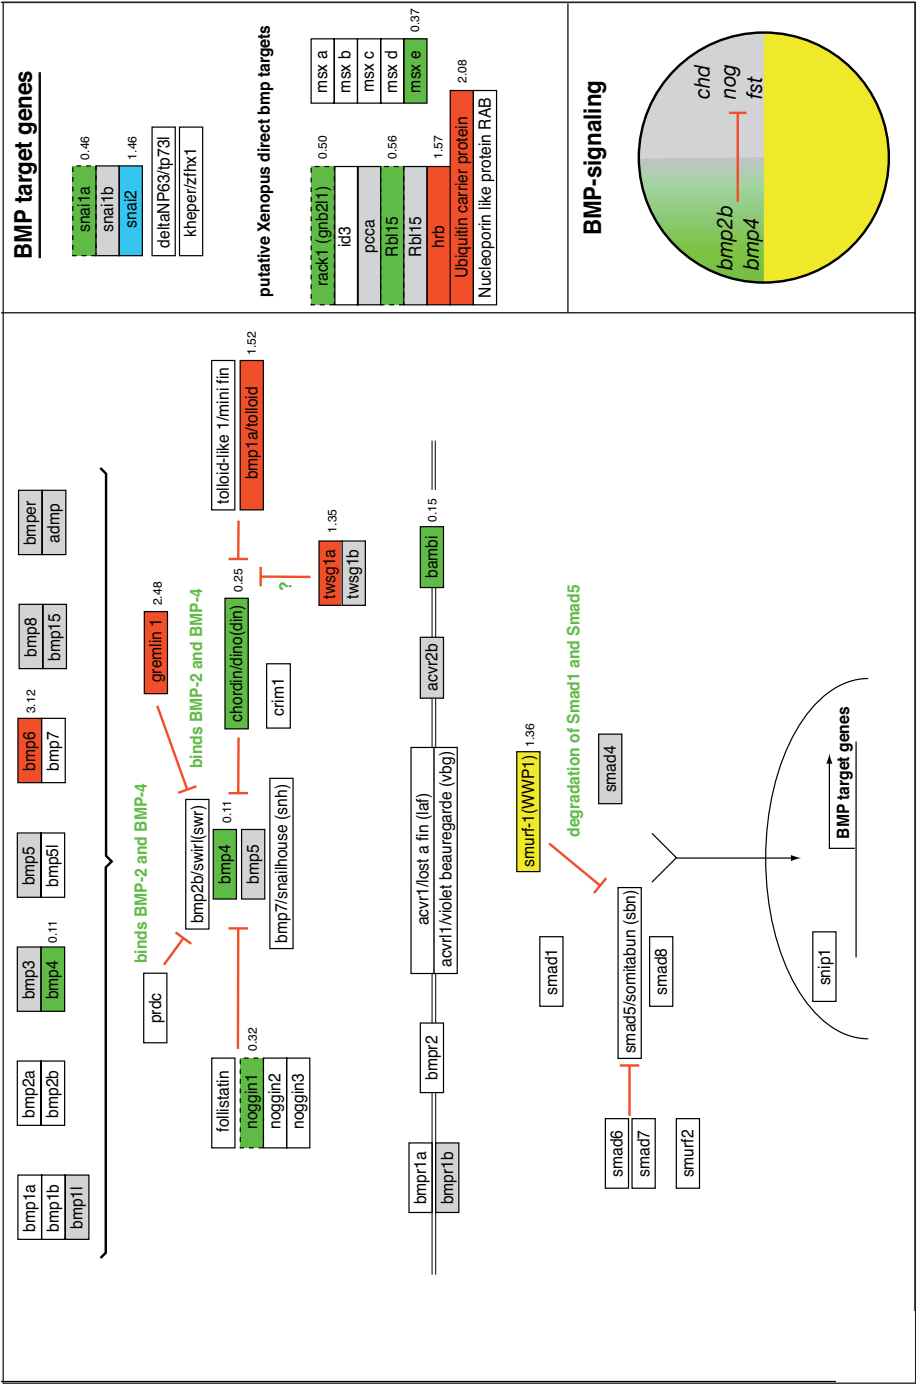 bmp1a
bmp1b
bmp1l
bmp2a
bmp2b
bmp3
bmp4 0.11
bmp5
bmp5l
bmp6 3.12
bmp7
bmp8
bmp15
bmper
admp
binds BMP-2 and BMP-4
prdc
gremlin 1 2.48
binds BMP-2 and BMP-4
follistatin
noggin1 0.32
noggin2
noggin3
bmp2b/swirl(swr)
bmp4 0.11
bmp5
bmp7/snailhouse (snh)
chordin/dino(din) 0.25
crim1
tolloid-like 1/mini fin
bmp1a/tolloid 1.52
?
twsg1a 1.35
twsg1b
bmpr1a
bmpr1b
bmpr2
acvr1/lost a fin (laf)
acvrl1/violet beauregarde (vbg)
acvr2b
bambi 0.15
smurf-1(WWP1) 1.36
degradation of Smad1 and Smad5
smad1
smad5/somitabun (sbn)
smad8
smad4
smad6
smad7
smurf2
snip1
BMP target genes
BMP target genes
snai1a 0.46
snai1b
snai2 1.46
deltaNP63/tp73l
kheper/zfhx1
putative Xenopus direct bmp targets
rack1 (gnb2l1) 0.50
id3
pcca
Rbl15 0.56
Rbl15
hrb 1.57
Ubiquitin carrier protein 2.08
Nucleoporin like protein RAB
msx a
msx b
msx c
msx d
msx e 0.37
BMP-signaling
bmp2b
bmp4
chd
nog
fst